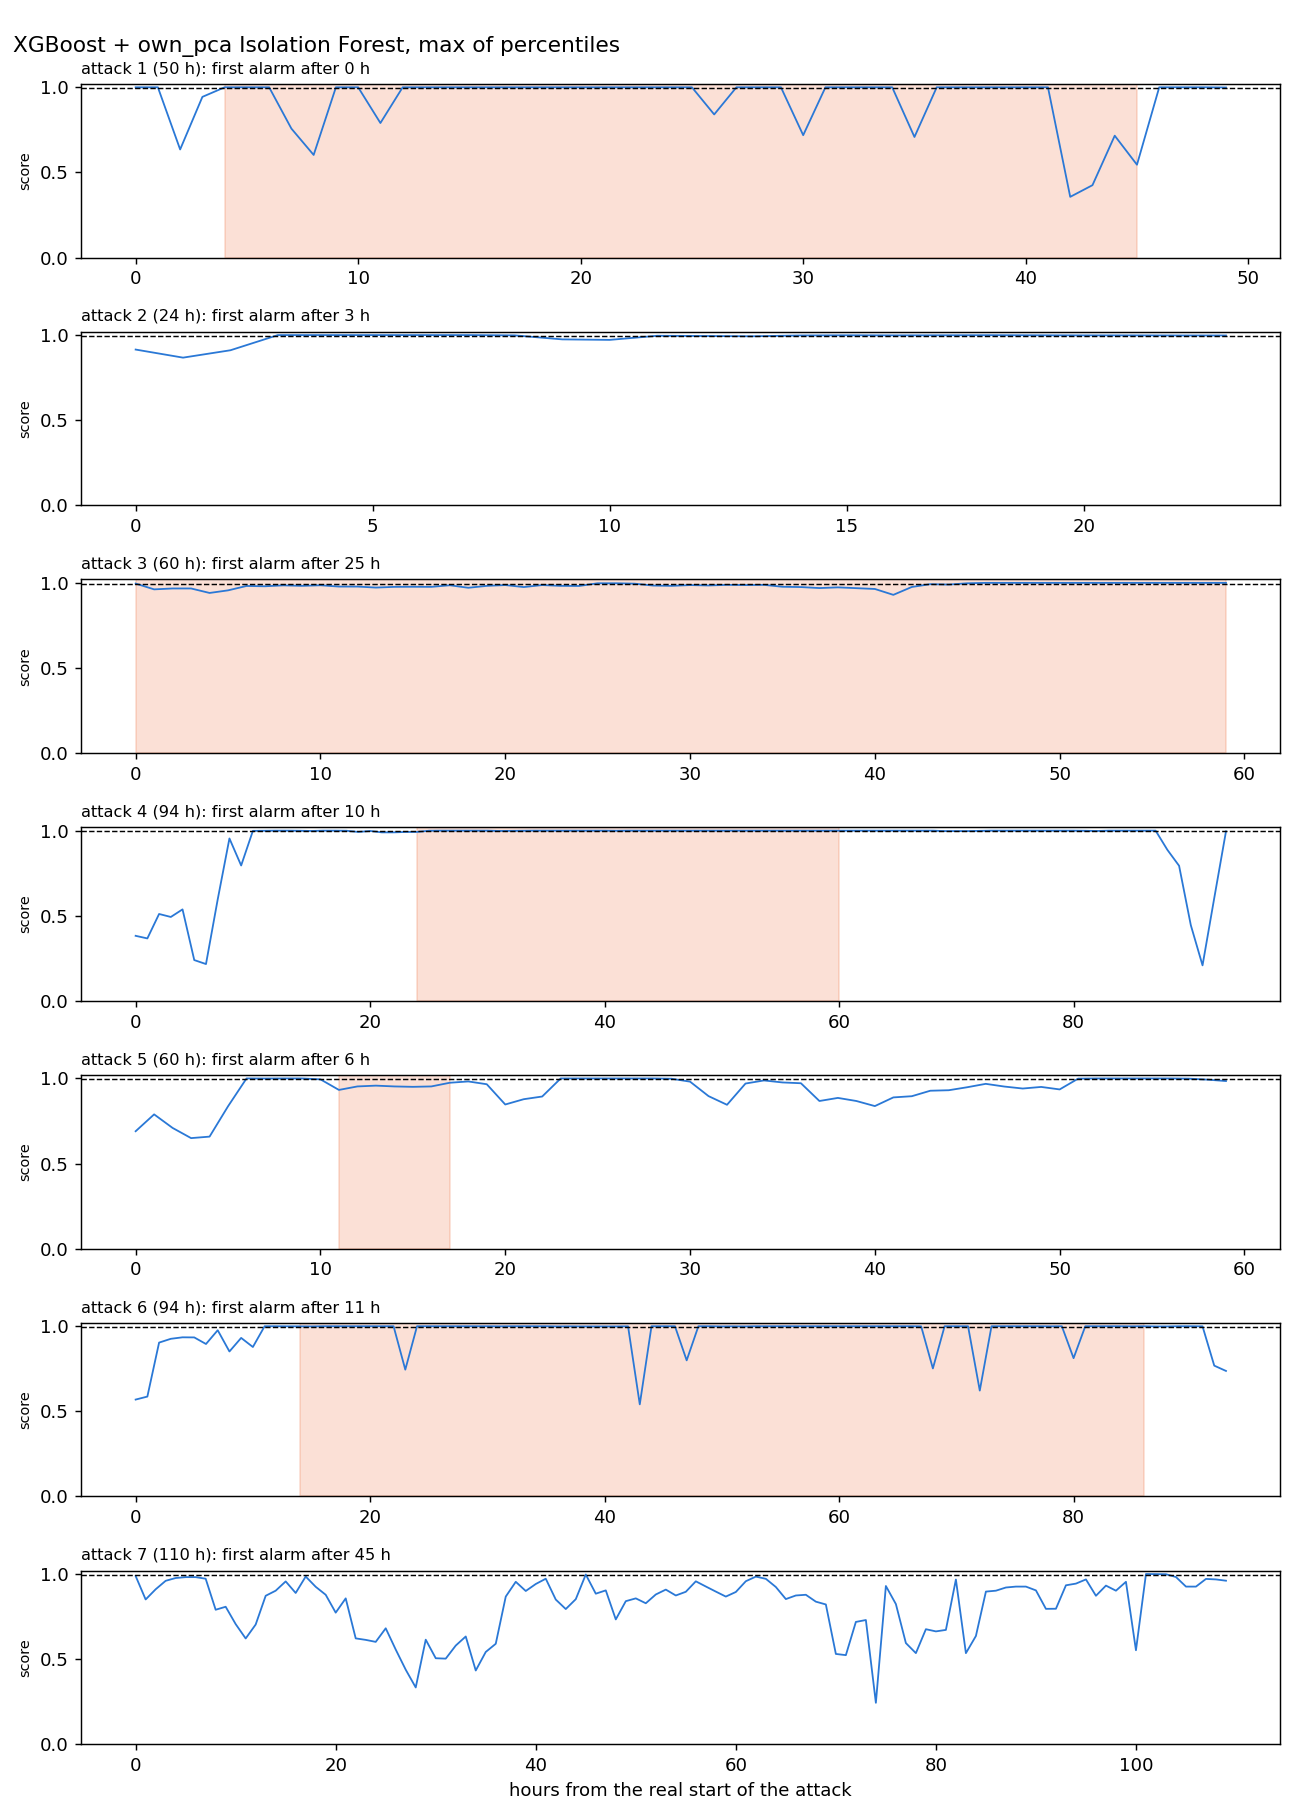 XGBoost + own_pca Isolation Forest, max of percentiles
attack 1 (50 h): first alarm after 0 h
1.0
0.5
0.0
score
0 10 20 30 40 50
attack 2 (24 h): first alarm after 3 h
1.0
0.5
0.0
score
0 5 10 15 20
attack 3 (60 h): first alarm after 25 h
1.0
0.5
0.0
score
0 10 20 30 40 50 60
attack 4 (94 h): first alarm after 10 h
1.0
0.5
0.0
score
0 20 40 60 80
attack 5 (60 h): first alarm after 6 h
1.0
0.5
0.0
score
0 10 20 30 40 50 60
attack 6 (94 h): first alarm after 11 h
1.0
0.5
0.0
score
0 20 40 60 80
attack 7 (110 h): first alarm after 45 h
1.0
0.5
0.0
score
0 20 40 60 80 100
hours from the real start of the attack